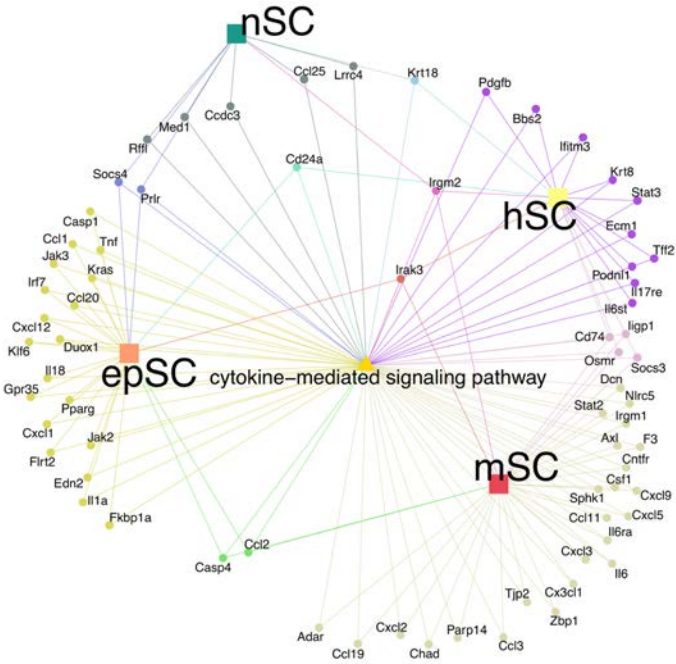 nSC
Ccl25
Lrrc4
Krt18
Pdgfb
Ccdc3
Bbs2
Med1
Rffl
Ifitm3
Cd24a
Socs4
Prlr
Irgm2
Krt8
Stat3
hSC
Casp1
Ccl1
Tnf
Ecm1
Jak3
Tff2
Kras
Irak3
Podnl1
Irf7
Il17re
Ccl20
Il6st
Cxcl12
Iigp1
Cd74
Klf6
Duox1
Osmr
Socs3
epSC
cytokine−mediated signaling pathway
Il18
Dcn
Gpr35
Nlrc5
Pparg
Stat2
Irgm1
Cxcl1
Jak2
Axl
F3
Flrt2
Cntfr
mSC
Edn2
Csf1
Il1a
Sphk1
Cxcl9
Fkbp1a
Ccl11
Cxcl5
Il6ra
Ccl2
Cxcl3
Casp4
Il6
Tjp2
Cx3cl1
Zbp1
Adar
Cxcl2
Parp14
Ccl19
Chad
Ccl3